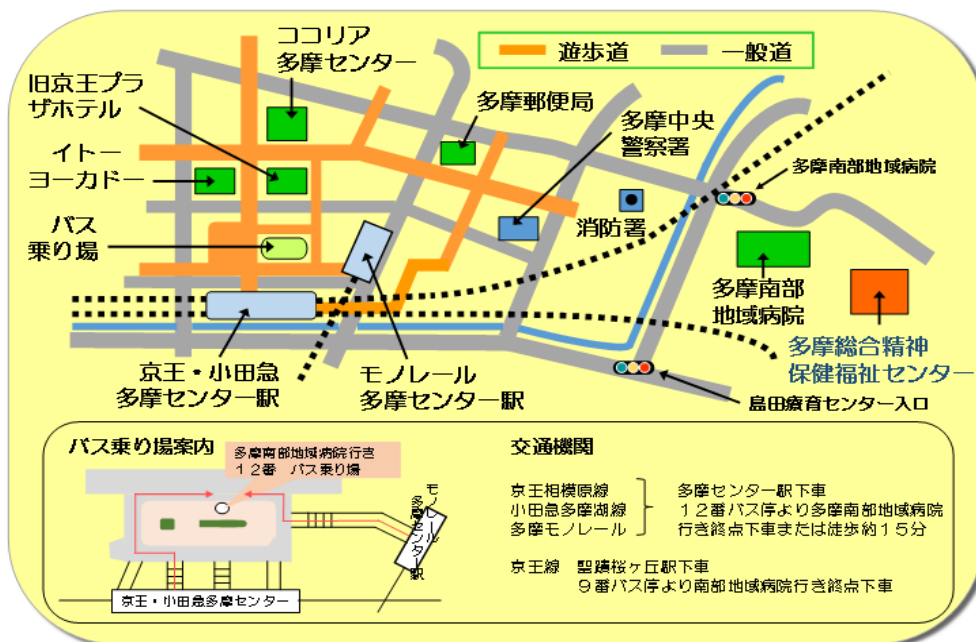 ココリア
多摩センター
遊歩道
一般道
旧京王プラ
ザホテル
多摩郵便局
多摩中央
警察署
イトー
ヨーカドー
多摩南部地域病院
消防署
バス
乗り場
多摩南部
地域病院
多摩総合精神
保健福祉センター
京王・小田急
多摩センター駅
モノレール
多摩センター駅
島田療育センター入口
バス乗り場案内
多摩南部地域病院行き
12番 バス乗り場
モノレール
多摩センター駅
京王・小田急多摩センター
交通機関
京王相模原線
小田急多摩湖線
多摩モノレール
多摩センター駅下車
12番バス停より多摩南部地域病院
行き終点下車または徒歩約15分
京王線 聖蹟桜ヶ丘駅下車
9番バス停より南部地域病院行き終点下車